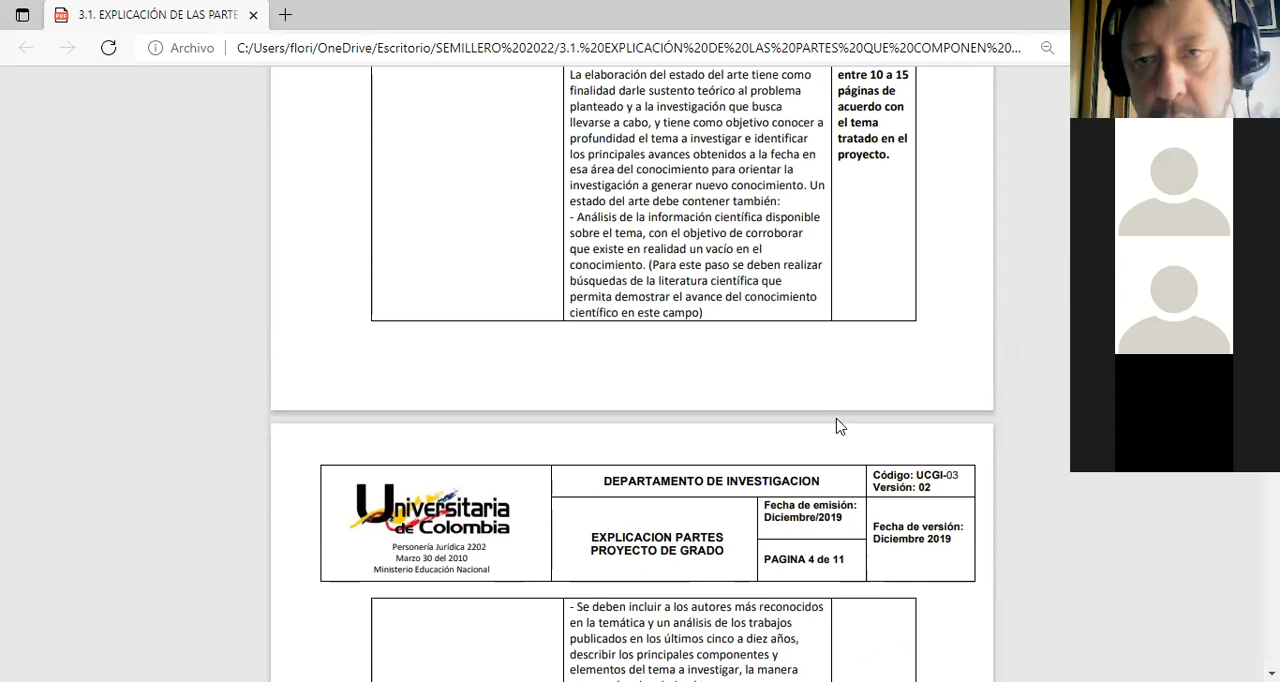 3.1. EXPLICACIÓN DE LAS PARTE
Archivo
C:/Users/flori/OneDrive/Escritorio/SEMILLERO%202022/3.1.%20EXPLICACIÓN%20DE%20LAS%20PARTES%20QUE%20COMPONEN%20...
La elaboración del estado del arte tiene como
finalidad darle sustento teórico al problema
planteado y a la investigación que busca
llevarse a cabo, y tiene como objetivo conocer a
profundidad el tema a investigar e identificar
los principales avances obtenidos a la fecha en
esa área del conocimiento para orientar la
investigación a generar nuevo conocimiento. Un
estado del arte debe contener también:
- Análisis de la información científica disponible
sobre el tema, con el objetivo de corroborar
que existe en realidad un vacío en el
conocimiento. (Para este paso se deben realizar
búsquedas de la literatura científica que
permita demostrar el avance del conocimiento
científico en este campo)
entre 10 a 15
páginas de
acuerdo con
el tema
tratado en el
proyecto.
Universitaria
de Colombia
Personería Jurídica 2202
Marzo 30 del 2010
Ministerio Educación Nacional
DEPARTAMENTO DE INVESTIGACION
EXPLICACION PARTES
PROYECTO DE GRADO
Fecha de emisión:
Diciembre/2019
PAGINA 4 de 11
Código: UCGI-03
Versión: 02
Fecha de versión:
Diciembre 2019
- Se deben incluir a los autores más reconocidos
en la temática y un análisis de los trabajos
publicados en los últimos cinco a diez años,
describir los principales componentes y
elementos del tema a investigar, la manera